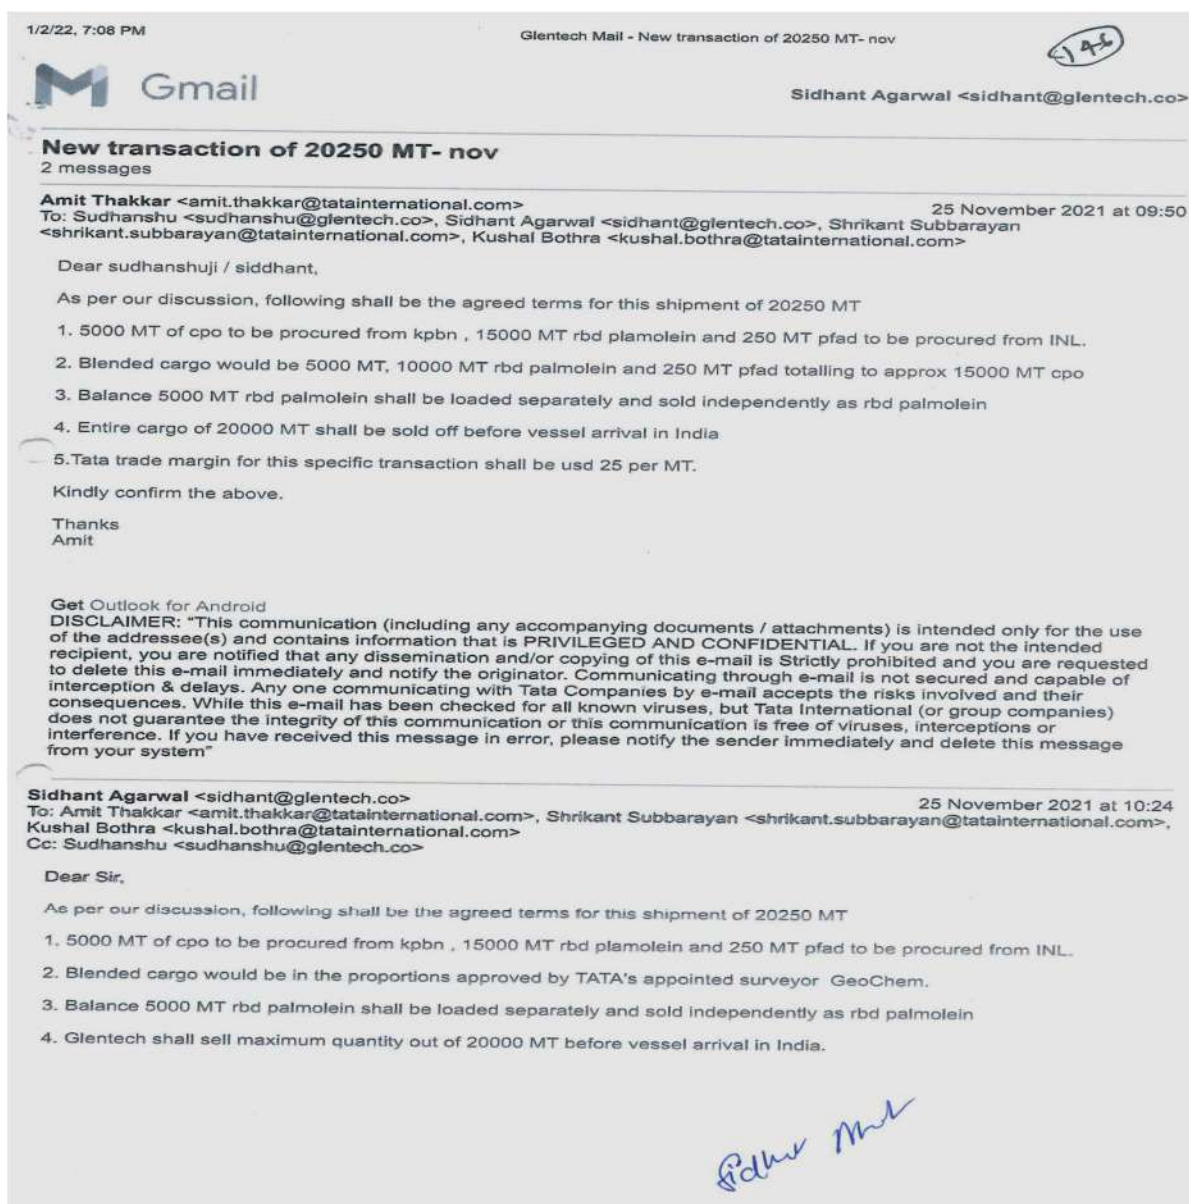 1/2/22, 7:08 PM
Glentech Mail - New transaction of 20250 MT- nov
Gmail
Sidhant Agarwal <sidhant@glentech.co>
New transaction of 20250 MT- nov
2 messages
Amit Thakkar <amit.thakkar@tatainternational.com>
25 November 2021 at 09:50
To: Sudhanshu <sudhanshu@glentech.co>, Sidhant Agarwal <sidhant@glentech.co>, Shrikant Subbarayan
<shrikant.subbarayan@tatainternational.com>, Kushal Bothra <kushal.bothra@tatainternational.com>
Dear sudhanshuji / siddhant,
As per our discussion, following shall be the agreed terms for this shipment of 20250 MT
1. 5000 MT of cpo to be procured from kpbn , 15000 MT rbd plamolein and 250 MT pfad to be procured from INL.
2. Blended cargo would be 5000 MT, 10000 MT rbd palmolein and 250 MT pfad totalling to approx 15000 MT cpo
3. Balance 5000 MT rbd palmolein shall be loaded separately and sold independently as rbd palmolein
4. Entire cargo of 20000 MT shall be sold off before vessel arrival in India
5.Tata trade margin for this specific transaction shall be usd 25 per MT.
Kindly confirm the above.
Thanks
Amit
Get Outlook for Android
DISCLAIMER: "This communication (including any accompanying documents / attachments) is intended only for the use
of the addressee(s) and contains information that is PRIVILEGED AND CONFIDENTIAL. If you are not the intended
recipient, you are notified that any dissemination and/or copying of this e-mail is Strictly prohibited and you are requested
to delete this e-mail immediately and notify the originator. Communicating through e-mail is not secured and capable of
interception & delays. Any one communicating with Tata Companies by e-mail accepts the risks involved and their
consequences. While this e-mail has been checked for all known viruses, but Tata International (or group companies)
does not guarantee the integrity of this communication or this communication is free of viruses, interceptions or
interference. If you have received this message in error, please notify the sender immediately and delete this message
from your system"
Sidhant Agarwal <sidhant@glentech.co>
25 November 2021 at 10:24
To: Amit Thakkar <amit.thakkar@tatainternational.com>, Shrikant Subbarayan <shrikant.subbarayan@tatainternational.com>,
Kushal Bothra <kushal.bothra@tatainternational.com>
Cc: Sudhanshu <sudhanshu@glentech.co>
Dear Sir,
As per our discussion, following shall be the agreed terms for this shipment of 20250 MT
1. 5000 MT of cpo to be procured from kpbn , 15000 MT rbd plamolein and 250 MT pfad to be procured from INL.
2. Blended cargo would be in the proportions approved by TATA's appointed surveyor GeoChem.
3. Balance 5000 MT rbd palmolein shall be loaded separately and sold independently as rbd palmolein
4. Glentech shall sell maximum quantity out of 20000 MT before vessel arrival in India.